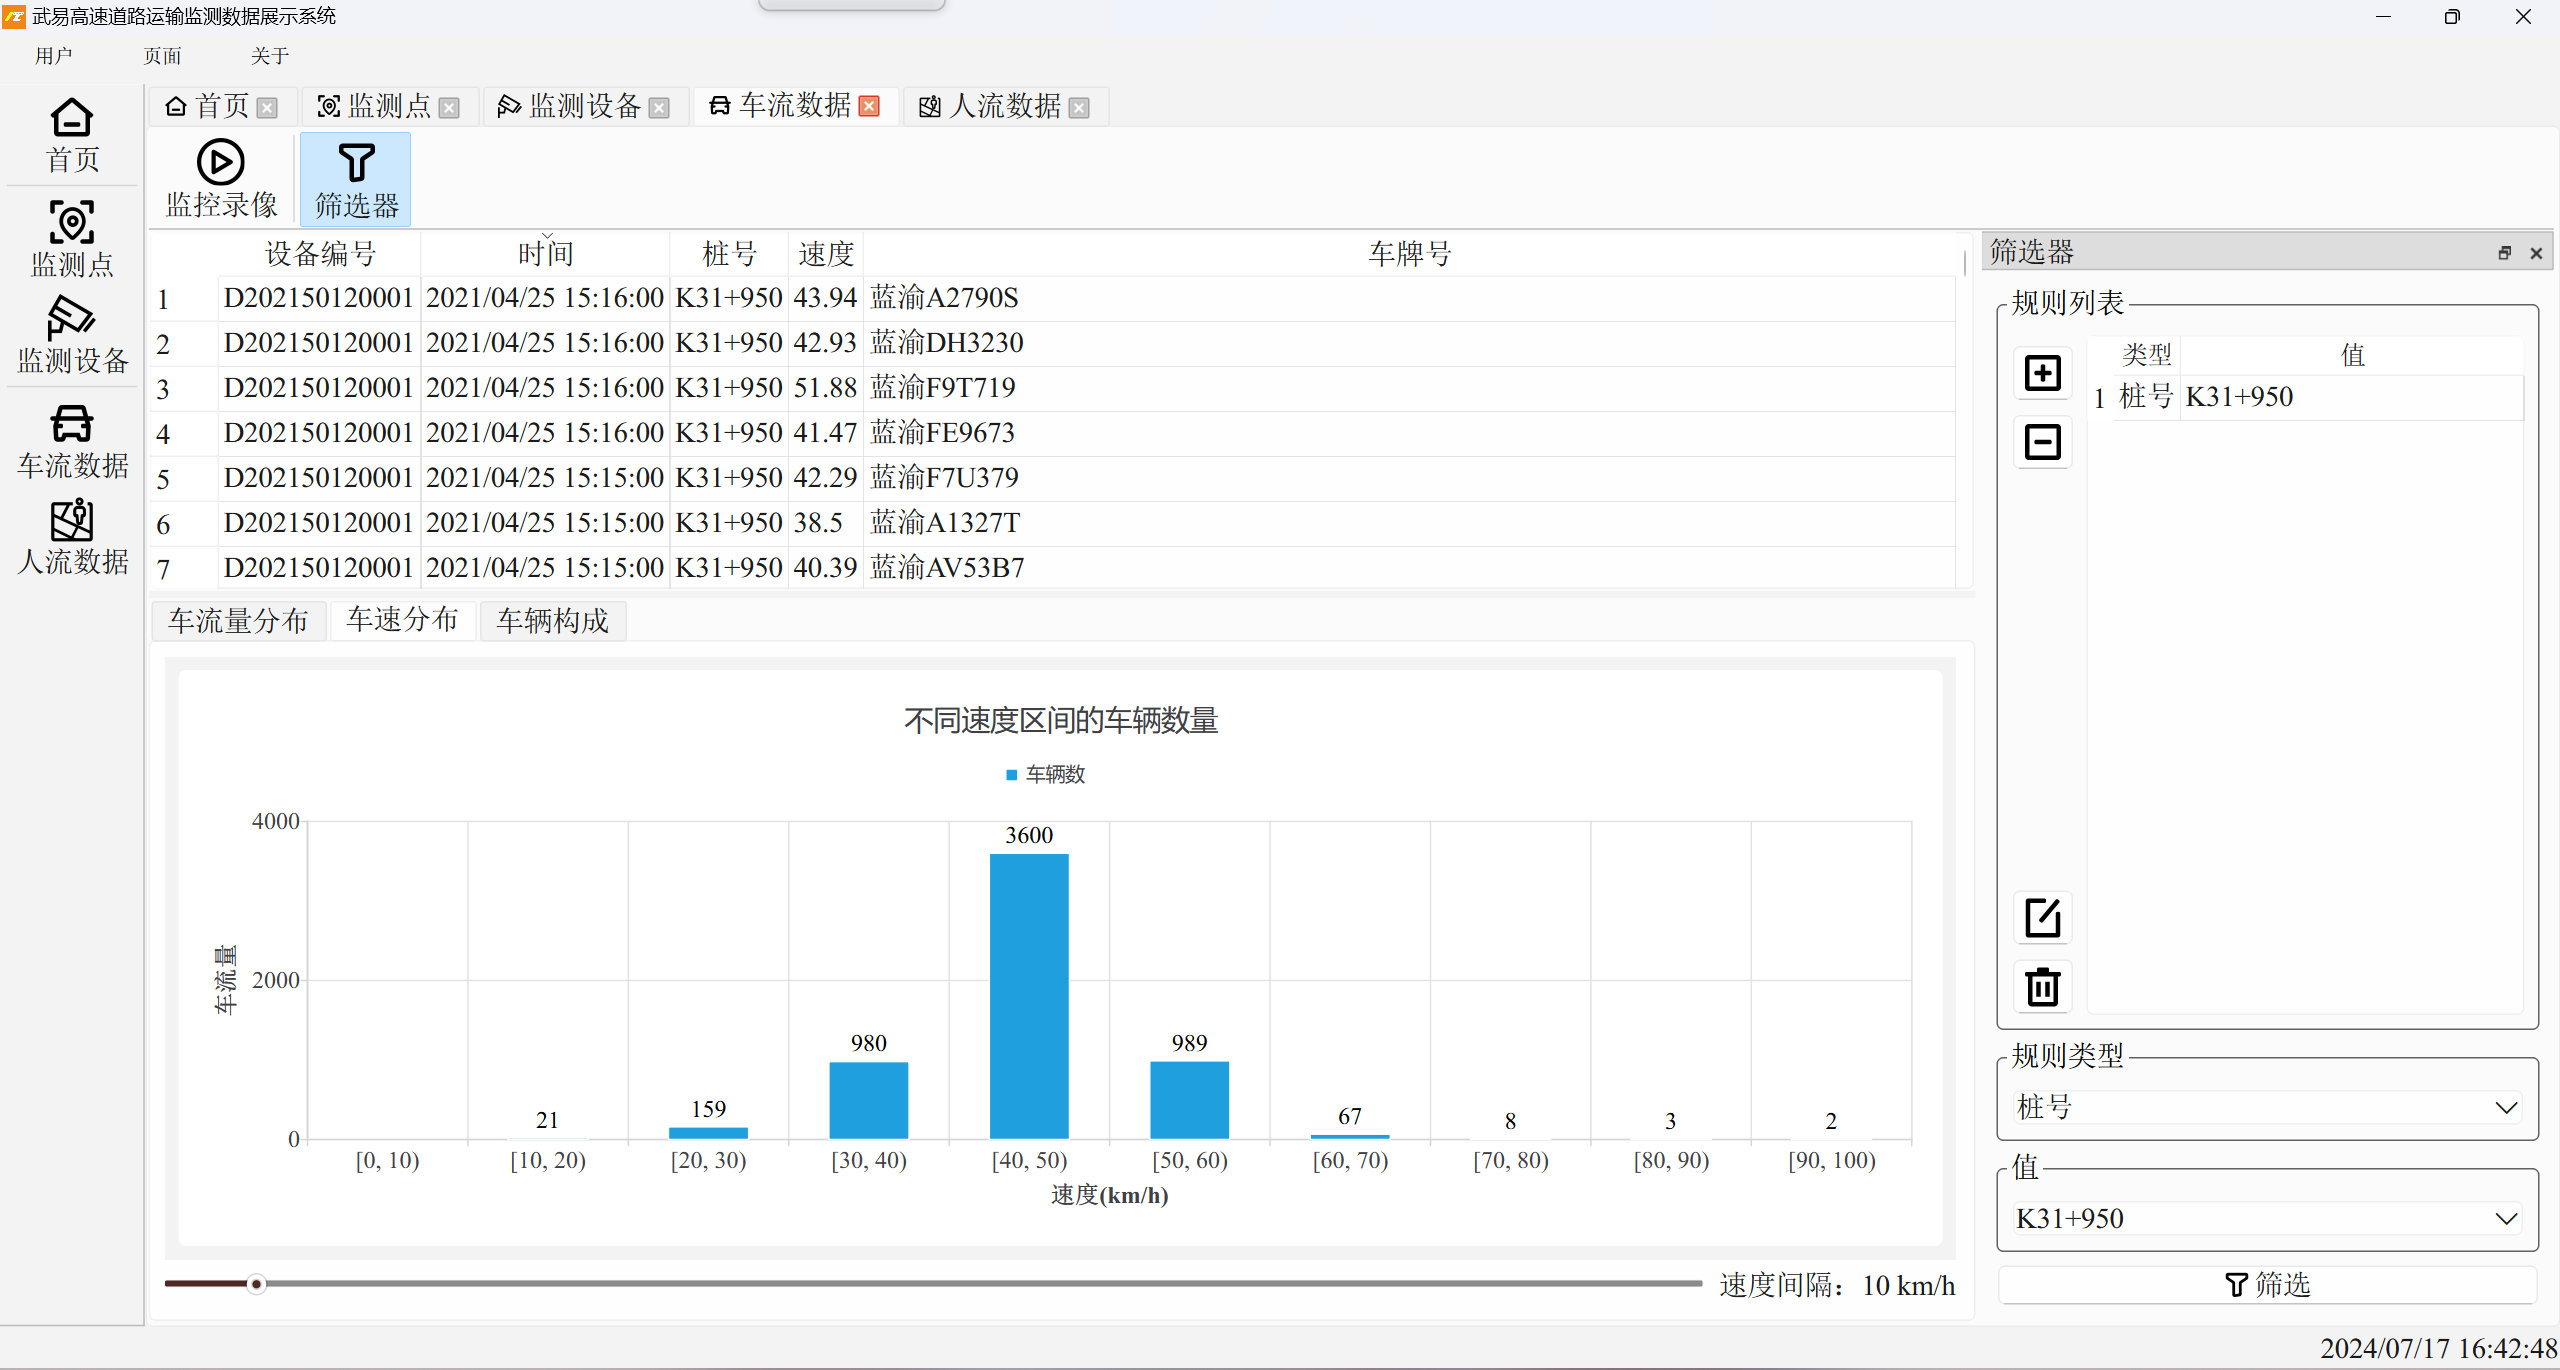 武易高速道路运输监测数据展示系统
用户 页面 关于
首页 监测点 监测设备 车流数据 人流数据
首页
监测点
监测设备
车流数据
人流数据
监控录像 筛选器
设备编号 时间 桩号 速度 车牌号
1 D202150120001 2021/04/25 15:16:00 K31+950 43.94 蓝渝A2790S
2 D202150120001 2021/04/25 15:16:00 K31+950 42.93 蓝渝DH3230
3 D202150120001 2021/04/25 15:16:00 K31+950 51.88 蓝渝F9T719
4 D202150120001 2021/04/25 15:16:00 K31+950 41.47 蓝渝FE9673
5 D202150120001 2021/04/25 15:15:00 K31+950 42.29 蓝渝F7U379
6 D202150120001 2021/04/25 15:15:00 K31+950 38.5 蓝渝A1327T
7 D202150120001 2021/04/25 15:15:00 K31+950 40.39 蓝渝AV53B7
车流量分布 车速分布 车辆构成
不同速度区间的车辆数量
车辆数
4000
2000
0
车流量
21 159 980 3600 989 67 8 3 2
[0, 10) [10, 20) [20, 30) [30, 40) [40, 50) [50, 60) [60, 70) [70, 80) [80, 90) [90, 100)
速度(km/h)
速度间隔：10 km/h
筛选器
规则列表
类型 值
1 桩号 K31+950
规则类型
桩号
值
K31+950
筛选
2024/07/17 16:42:48